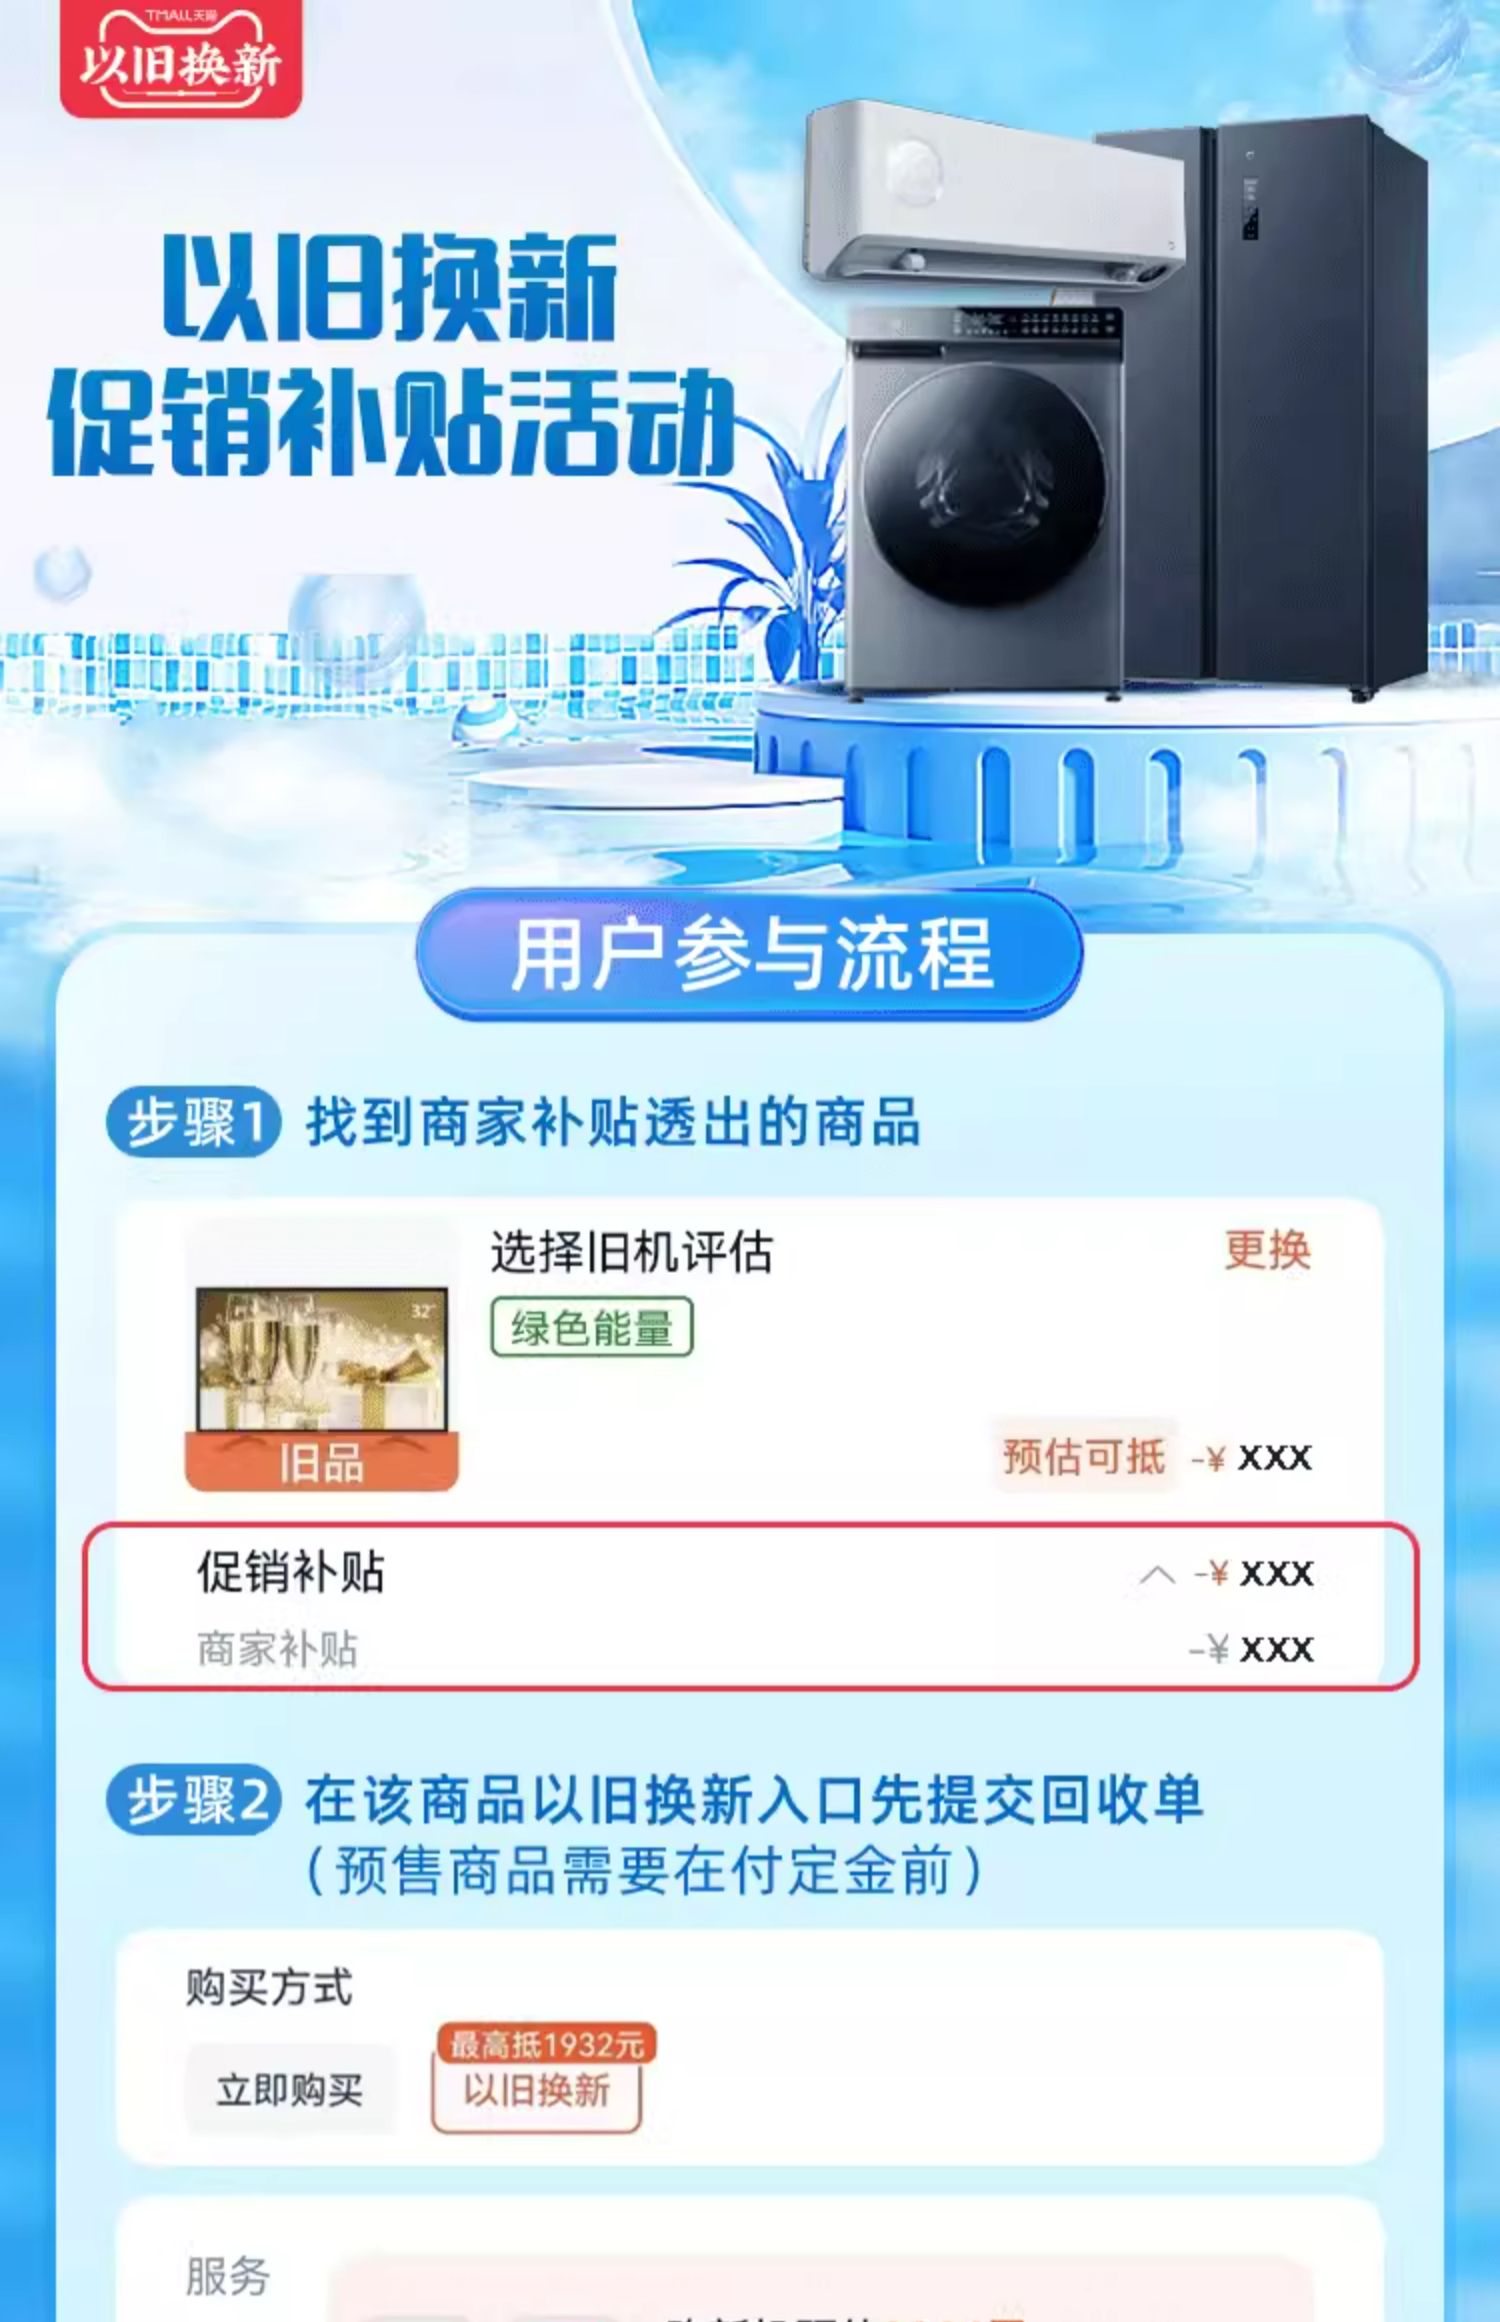 TMALL天猫
以旧换新
以旧换新
促销补贴活动
用户参与流程
步骤1 找到商家补贴透出的商品
选择旧机评估 更换
绿色能量
32"
旧品
预估可抵 -¥ XXX
促销补贴 -¥ XXX
商家补贴 -¥ XXX
步骤2 在该商品以旧换新入口先提交回收单
（预售商品需要在付定金前）
购买方式
最高抵1932元
立即购买 以旧换新
服务